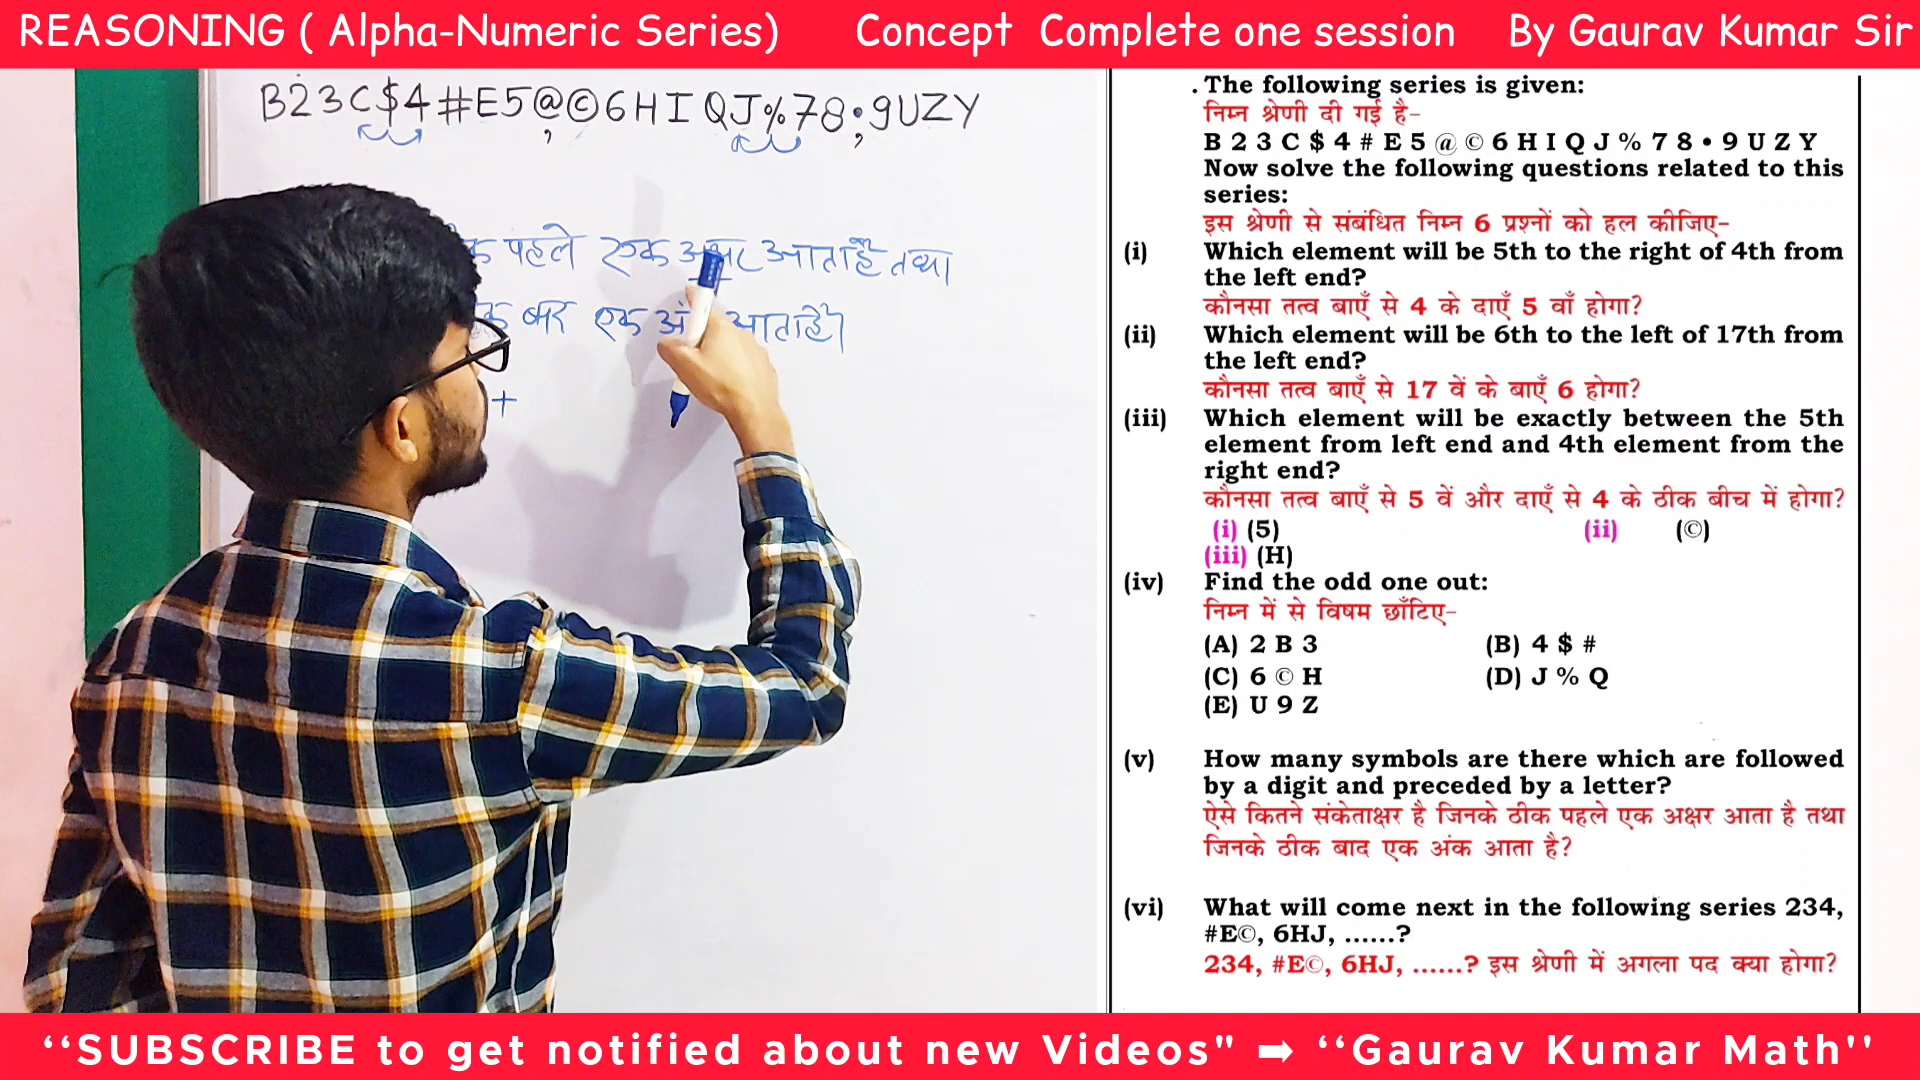 REASONING ( Alpha-Numeric Series) Concept Complete one session By Gaurav Kumar Sir
B23C$4#E5@©6HIQJ%78•9UZY
पहले एक अक्षर आता है तथा
एक अंक आता है।
+
. The following series is given:
निम्न श्रेणी दी गई है–
B 2 3 C $ 4 # E 5 @ © 6 H I Q J % 7 8 • 9 U Z Y
Now solve the following questions related to this
series:
इस श्रेणी से संबंधित निम्न 6 प्रश्नों को हल कीजिए–
(i) Which element will be 5th to the right of 4th from
the left end?
कौनसा तत्व बाएँ से 4 के दाएँ 5 वाँ होगा?
(ii) Which element will be 6th to the left of 17th from
the left end?
कौनसा तत्व बाएँ से 17 वें के बाएँ 6 होगा?
(iii) Which element will be exactly between the 5th
element from left end and 4th element from the
right end?
कौनसा तत्व बाएँ से 5 वें और दाएँ से 4 के ठीक बीच में होगा?
(i) (5) (ii) (©)
(iii) (H)
(iv) Find the odd one out:
निम्न में से विषम छाँटिए–
(A) 2 B 3 (B) 4 $ #
(C) 6 © H (D) J % Q
(E) U 9 Z
(v) How many symbols are there which are followed
by a digit and preceded by a letter?
ऐसे कितने संकेताक्षर है जिनके ठीक पहले एक अक्षर आता है तथा
जिनके ठीक बाद एक अंक आता है?
(vi) What will come next in the following series 234,
#E©, 6HJ, ......?
234, #E©, 6HJ, ......? इस श्रेणी में अगला पद क्या होगा?
‘‘SUBSCRIBE to get notified about new Videos" ➡ ‘‘Gaurav Kumar Math''